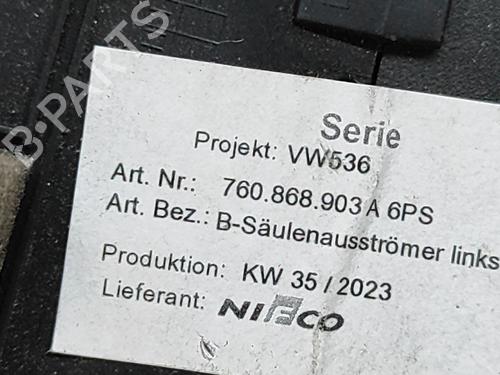 B-PARTS
Serie
Projekt: VW536
Art. Nr.: 760.868.903 A 6PS
Art. Bez.: B-Säulenausströmer links
Produktion: KW 35 / 2023
Lieferant: NIFCO